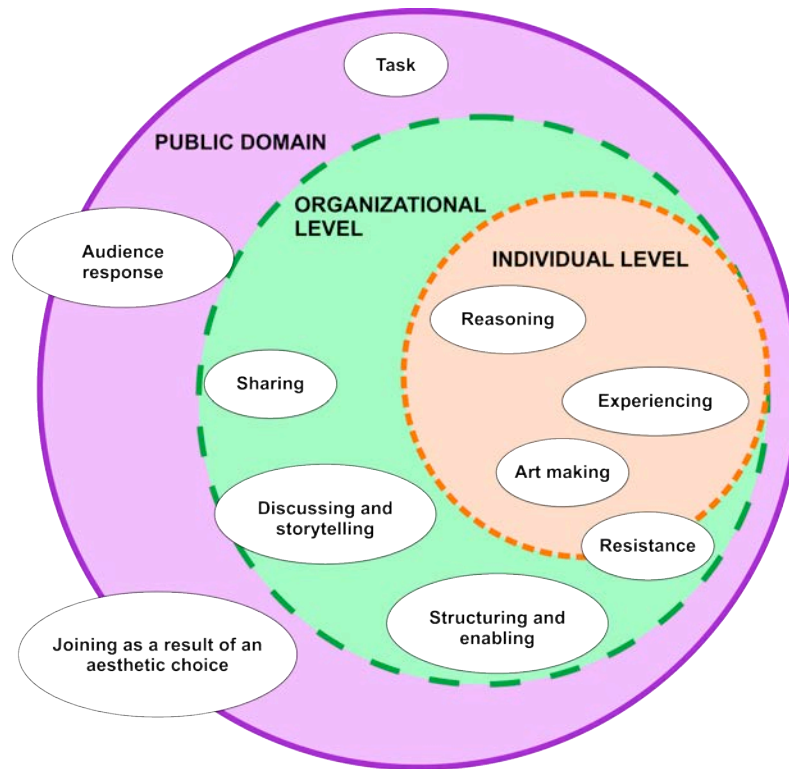 Task
PUBLIC DOMAIN
ORGANIZATIONAL
LEVEL
Audience
response
INDIVIDUAL LEVEL
Reasoning
Sharing
Experiencing
Art making
Discussing and
storytelling
Resistance
Structuring and
enabling
Joining as a result of an
aesthetic choice